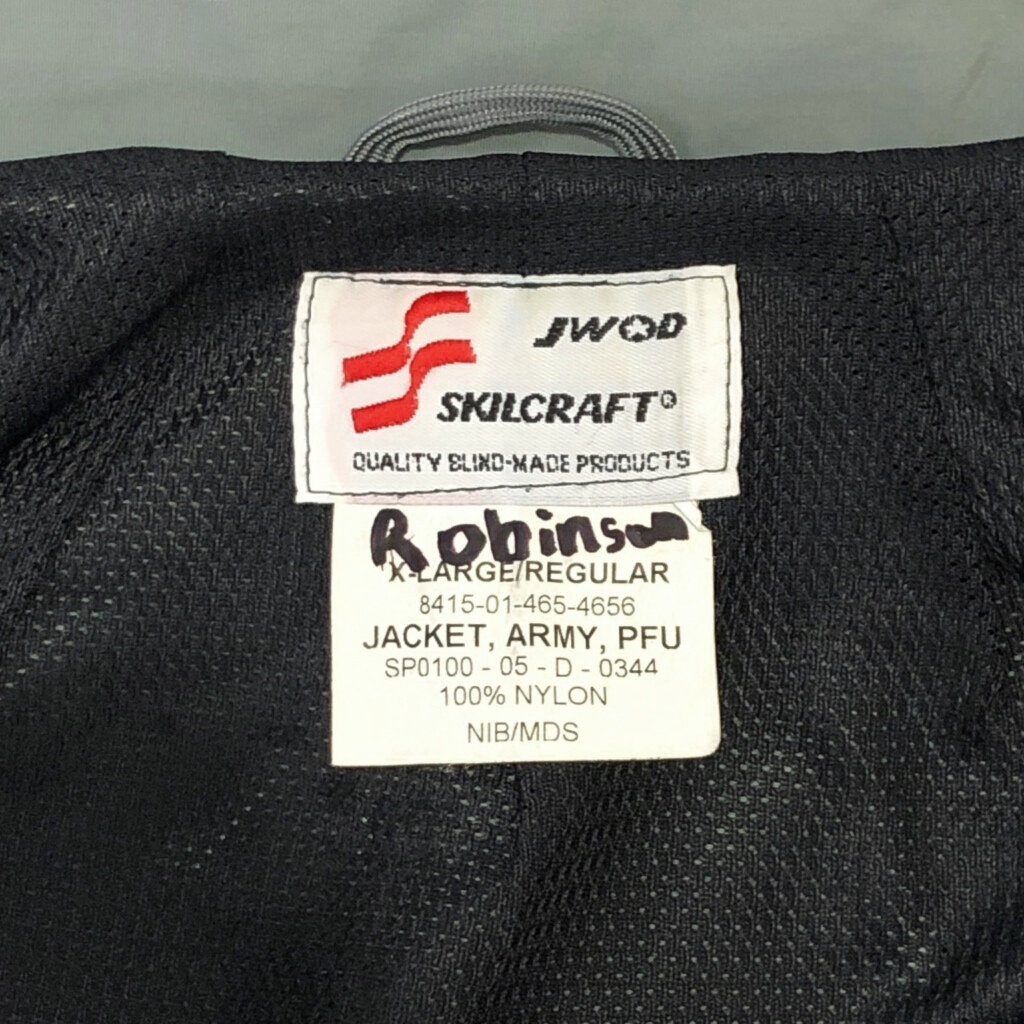 JWOD
SKILCRAFT®
QUALITY BLIND-MADE PRODUCTS
Robinson
X-LARGE/REGULAR
8415-01-465-4656
JACKET, ARMY, PFU
SP0100 - 05 - D - 0344
100% NYLON
NIB/MDS